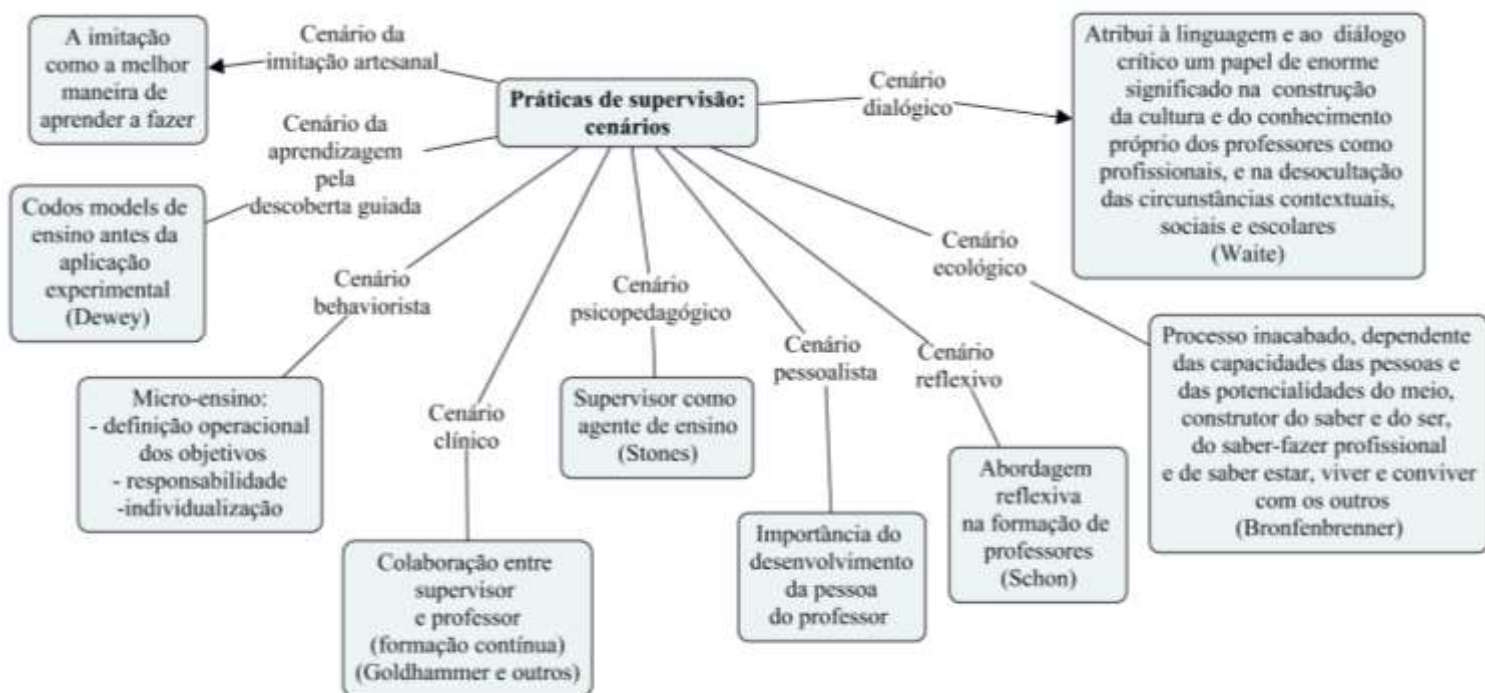 Práticas de supervisão:
cenários
Cenário da
imitação artesanal
A imitação
como a melhor
maneira de
aprender a fazer
Cenário da
aprendizagem
pela
descoberta guiada
Codos models de
ensino antes da
aplicação
experimental
(Dewey)
Cenário
behaviorista
Micro-ensino:
- definição operacional
dos objetivos
- responsabilidade
-individualização
Cenário
clínico
Colaboração entre
supervisor
e professor
(formação contínua)
(Goldhammer e outros)
Cenário
psicopedagógico
Supervisor como
agente de ensino
(Stones)
Cenário
pessoalista
Importância do
desenvolvimento
da pessoa
do professor
Cenário
reflexivo
Abordagem
reflexiva
na formação de
professores
(Schon)
Cenário
ecológico
Processo inacabado, dependente
das capacidades das pessoas e
das potencialidades do meio,
construtor do saber e do ser,
do saber-fazer profissional
e de saber estar, viver e conviver
com os outros
(Bronfenbrenner)
Cenário
dialógico
Atribui à linguagem e ao diálogo
crítico um papel de enorme
significado na construção
da cultura e do conhecimento
próprio dos professores como
profissionais, e na desocultação
das circunstâncias contextuais,
sociais e escolares
(Waite)